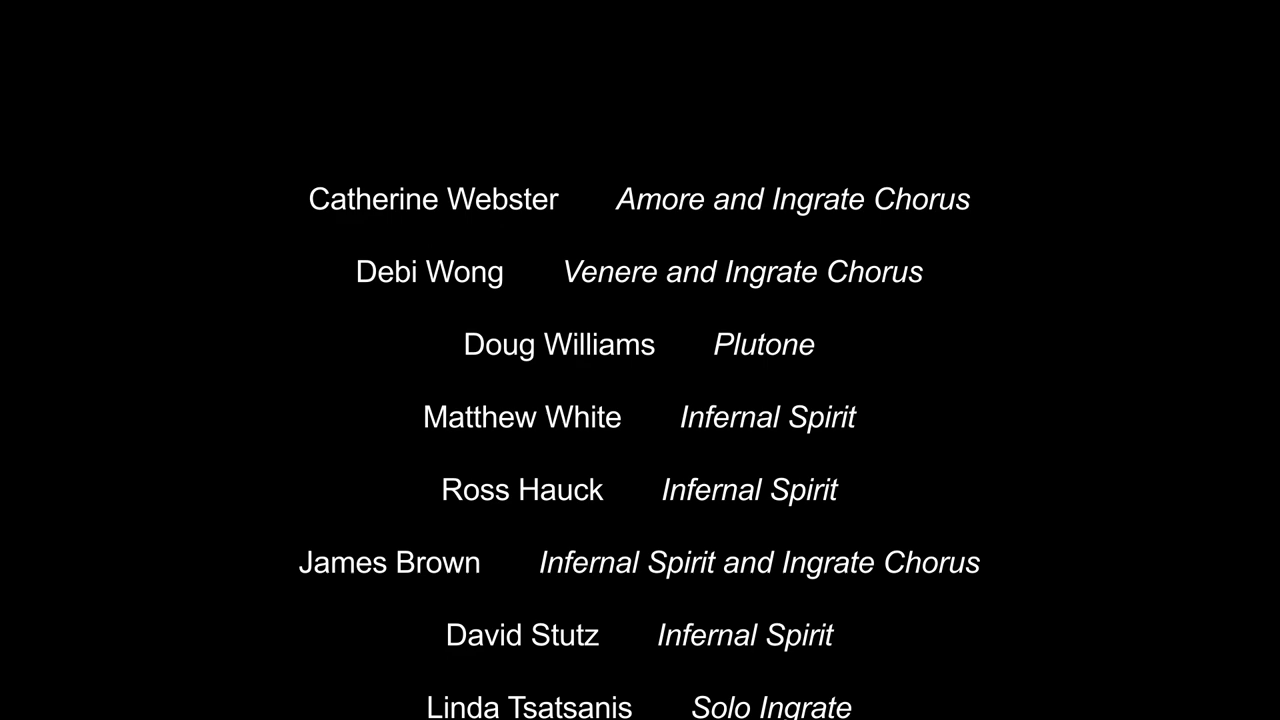 Catherine Webster Amore and Ingrate Chorus
Debi Wong Venere and Ingrate Chorus
Doug Williams Plutone
Matthew White Infernal Spirit
Ross Hauck Infernal Spirit
James Brown Infernal Spirit and Ingrate Chorus
David Stutz Infernal Spirit
Linda Tsatsanis Solo Ingrate